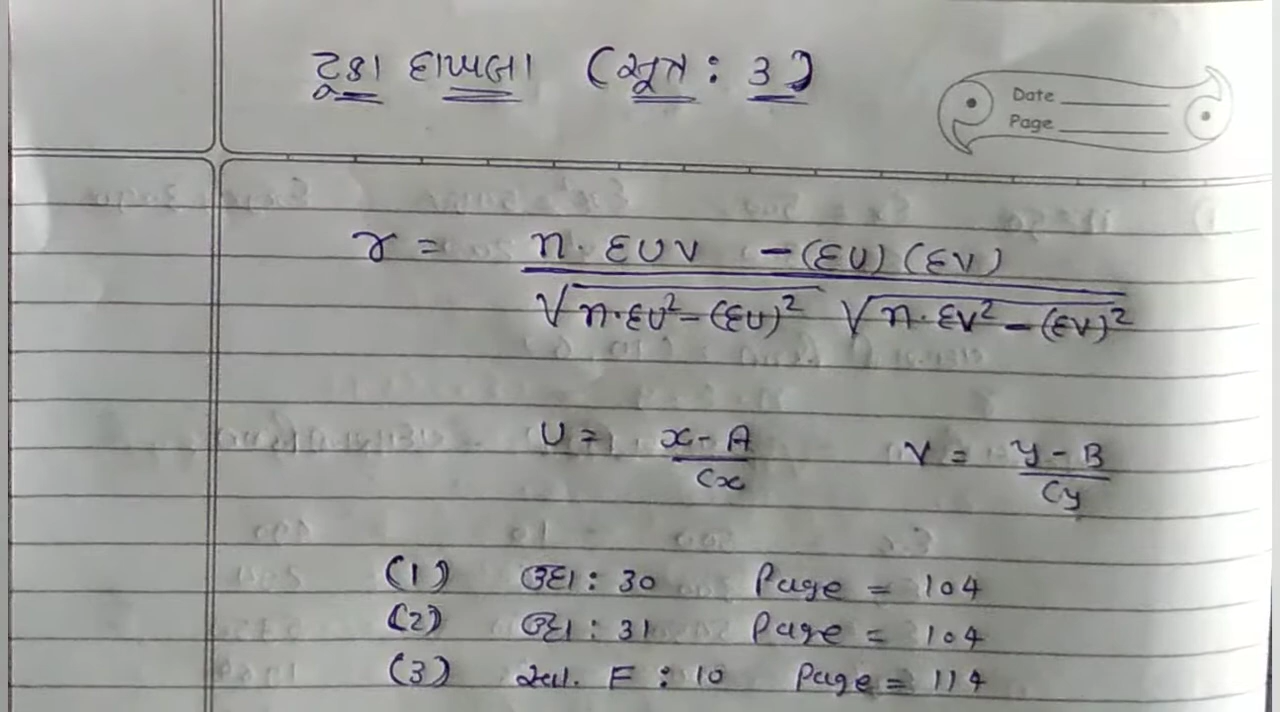 ટૂંકા દાખલા (સૂત્ર : 3)
Date
Page
r = n · ΣUV - (ΣU) (ΣV)
√n·ΣU² - (ΣU)² √n·ΣV² - (ΣV)²
U = x - A V = y - B
Cx Cy
(1) ઉદા : 30 Page = 104
(2) ઉદા : 31 Page = 104
(3) સ્વા. F : 10 Page = 114